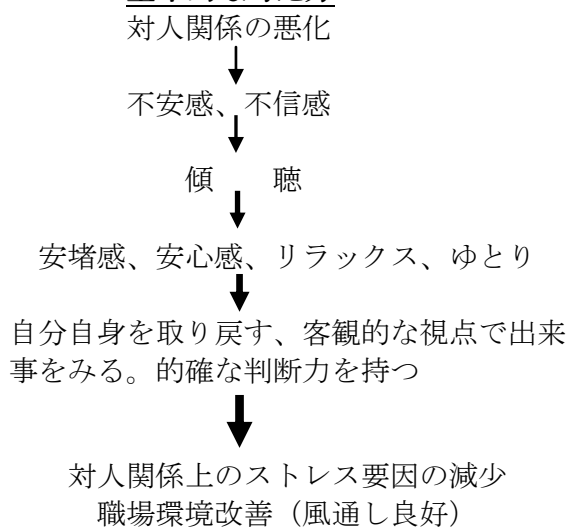 対人関係の悪化
不安感、不信感
傾　聴
安堵感、安心感、リラックス、ゆとり
自分自身を取り戻す、客観的な視点で出来
事をみる。的確な判断力を持つ
対人関係上のストレス要因の減少
職場環境改善（風通し良好）